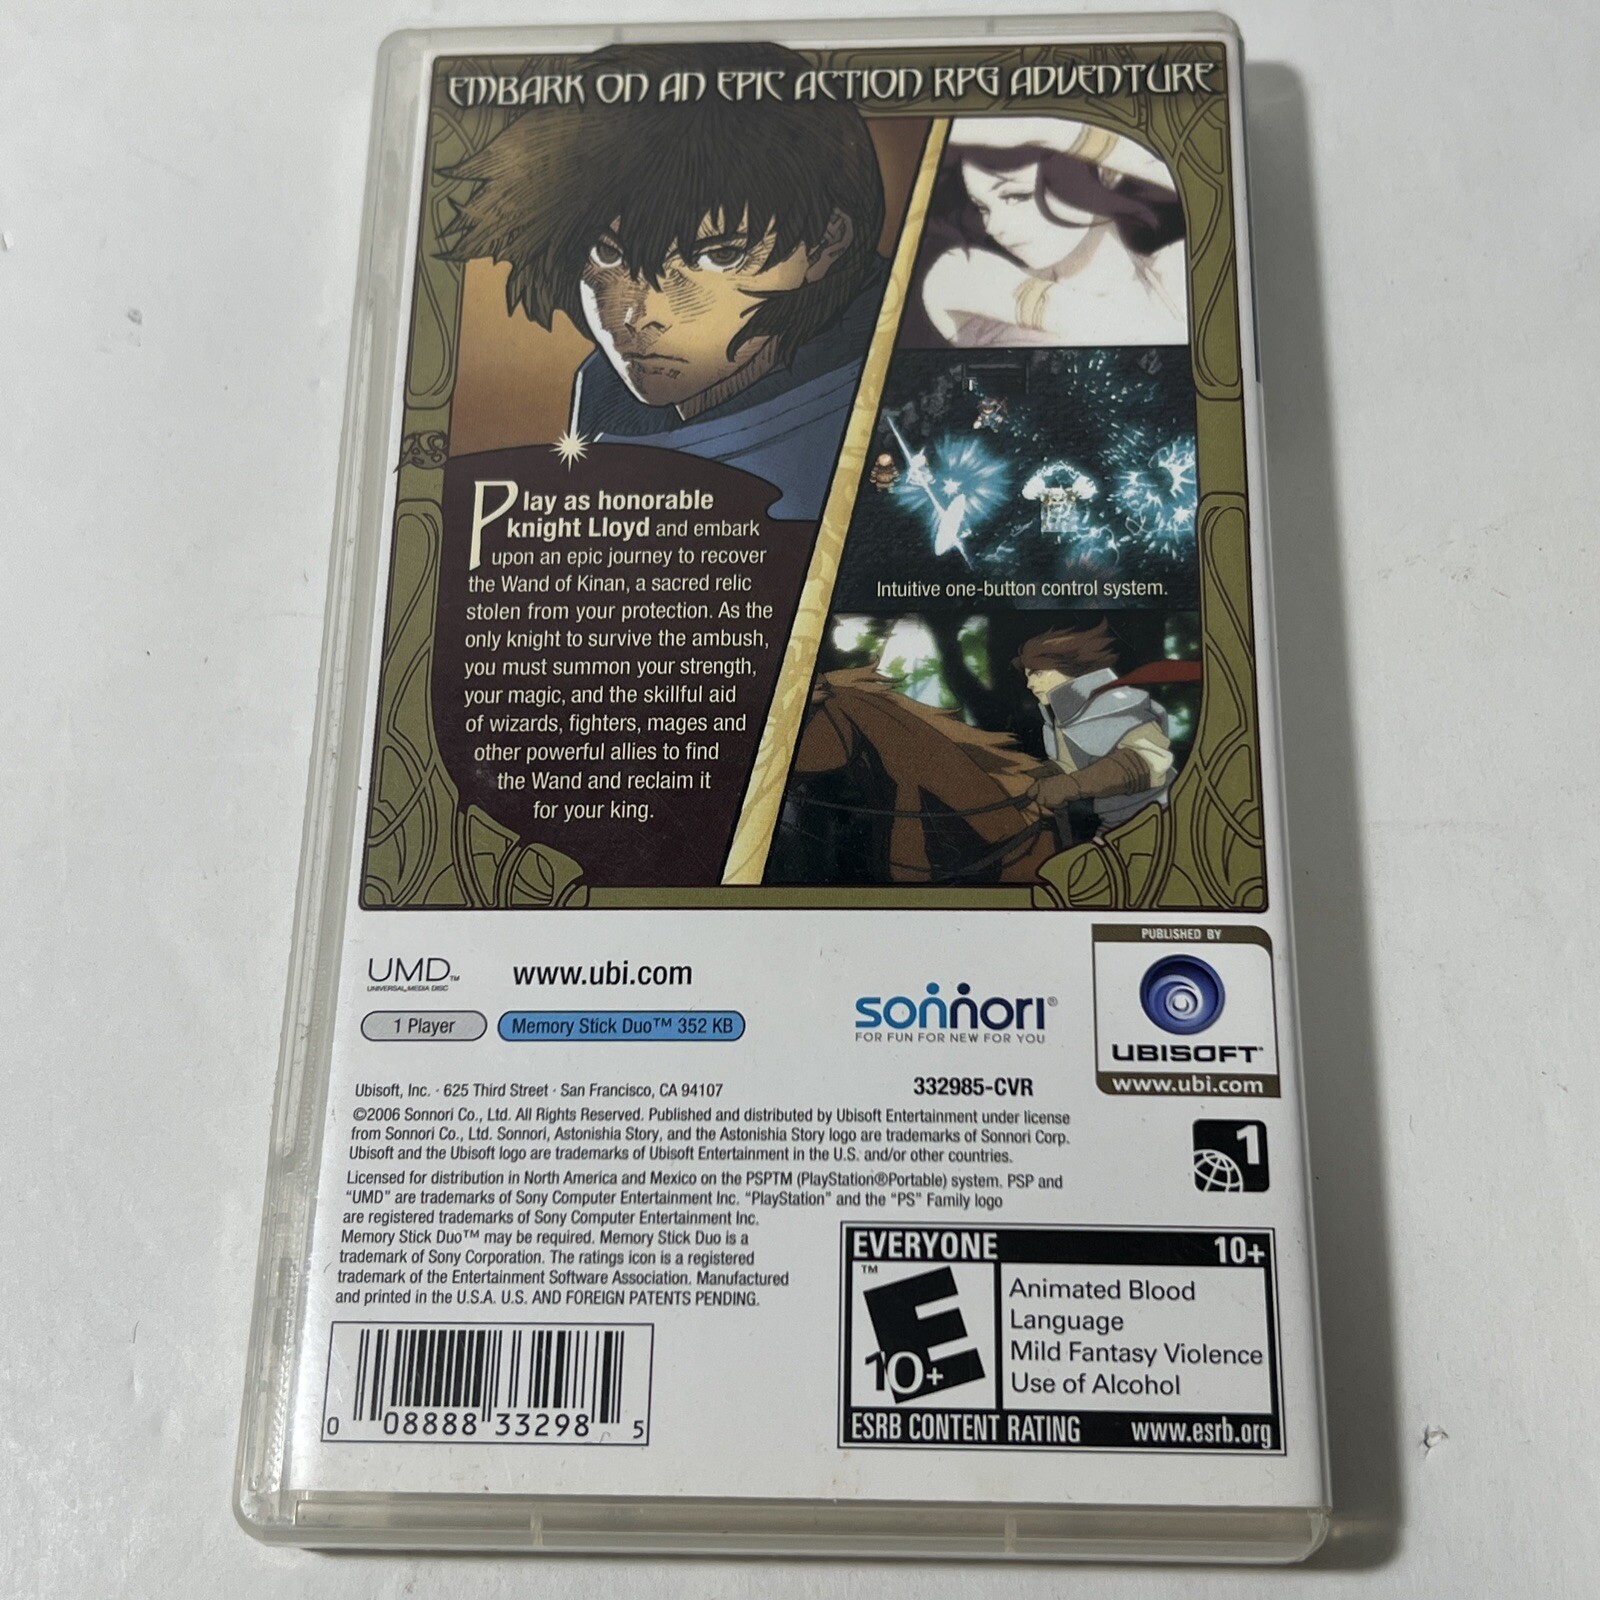 EMBARK ON AN EPIC ACTION RPG ADVENTURE
Play as honorable
knight Lloyd and embark
upon an epic journey to recover
the Wand of Kinan, a sacred relic
stolen from your protection. As the
only knight to survive the ambush,
you must summon your strength,
your magic, and the skillful aid
of wizards, fighters, mages and
other powerful allies to find
the Wand and reclaim it
for your king.
Intuitive one-button control system.
UMD™
UNIVERSAL MEDIA DISC
www.ubi.com
1 Player
Memory Stick Duo™ 352 KB
sonnori®
FOR FUN FOR NEW FOR YOU
PUBLISHED BY
UBISOFT™
www.ubi.com
Ubisoft, Inc. · 625 Third Street · San Francisco, CA 94107
332985-CVR
©2006 Sonnori Co., Ltd. All Rights Reserved. Published and distributed by Ubisoft Entertainment under license
from Sonnori Co., Ltd. Sonnori, Astonishia Story, and the Astonishia Story logo are trademarks of Sonnori Corp.
Ubisoft and the Ubisoft logo are trademarks of Ubisoft Entertainment in the U.S. and/or other countries.
Licensed for distribution in North America and Mexico on the PSPTM (PlayStation®Portable) system. PSP and
“UMD” are trademarks of Sony Computer Entertainment Inc. “PlayStation” and the “PS” Family logo
are registered trademarks of Sony Computer Entertainment Inc.
Memory Stick Duo™ may be required. Memory Stick Duo is a
trademark of Sony Corporation. The ratings icon is a registered
trademark of the Entertainment Software Association. Manufactured
and printed in the U.S.A. U.S. AND FOREIGN PATENTS PENDING.
1
EVERYONE 10+
™
E
10+
Animated Blood
Language
Mild Fantasy Violence
Use of Alcohol
ESRB CONTENT RATING www.esrb.org
0 08888 33298 5